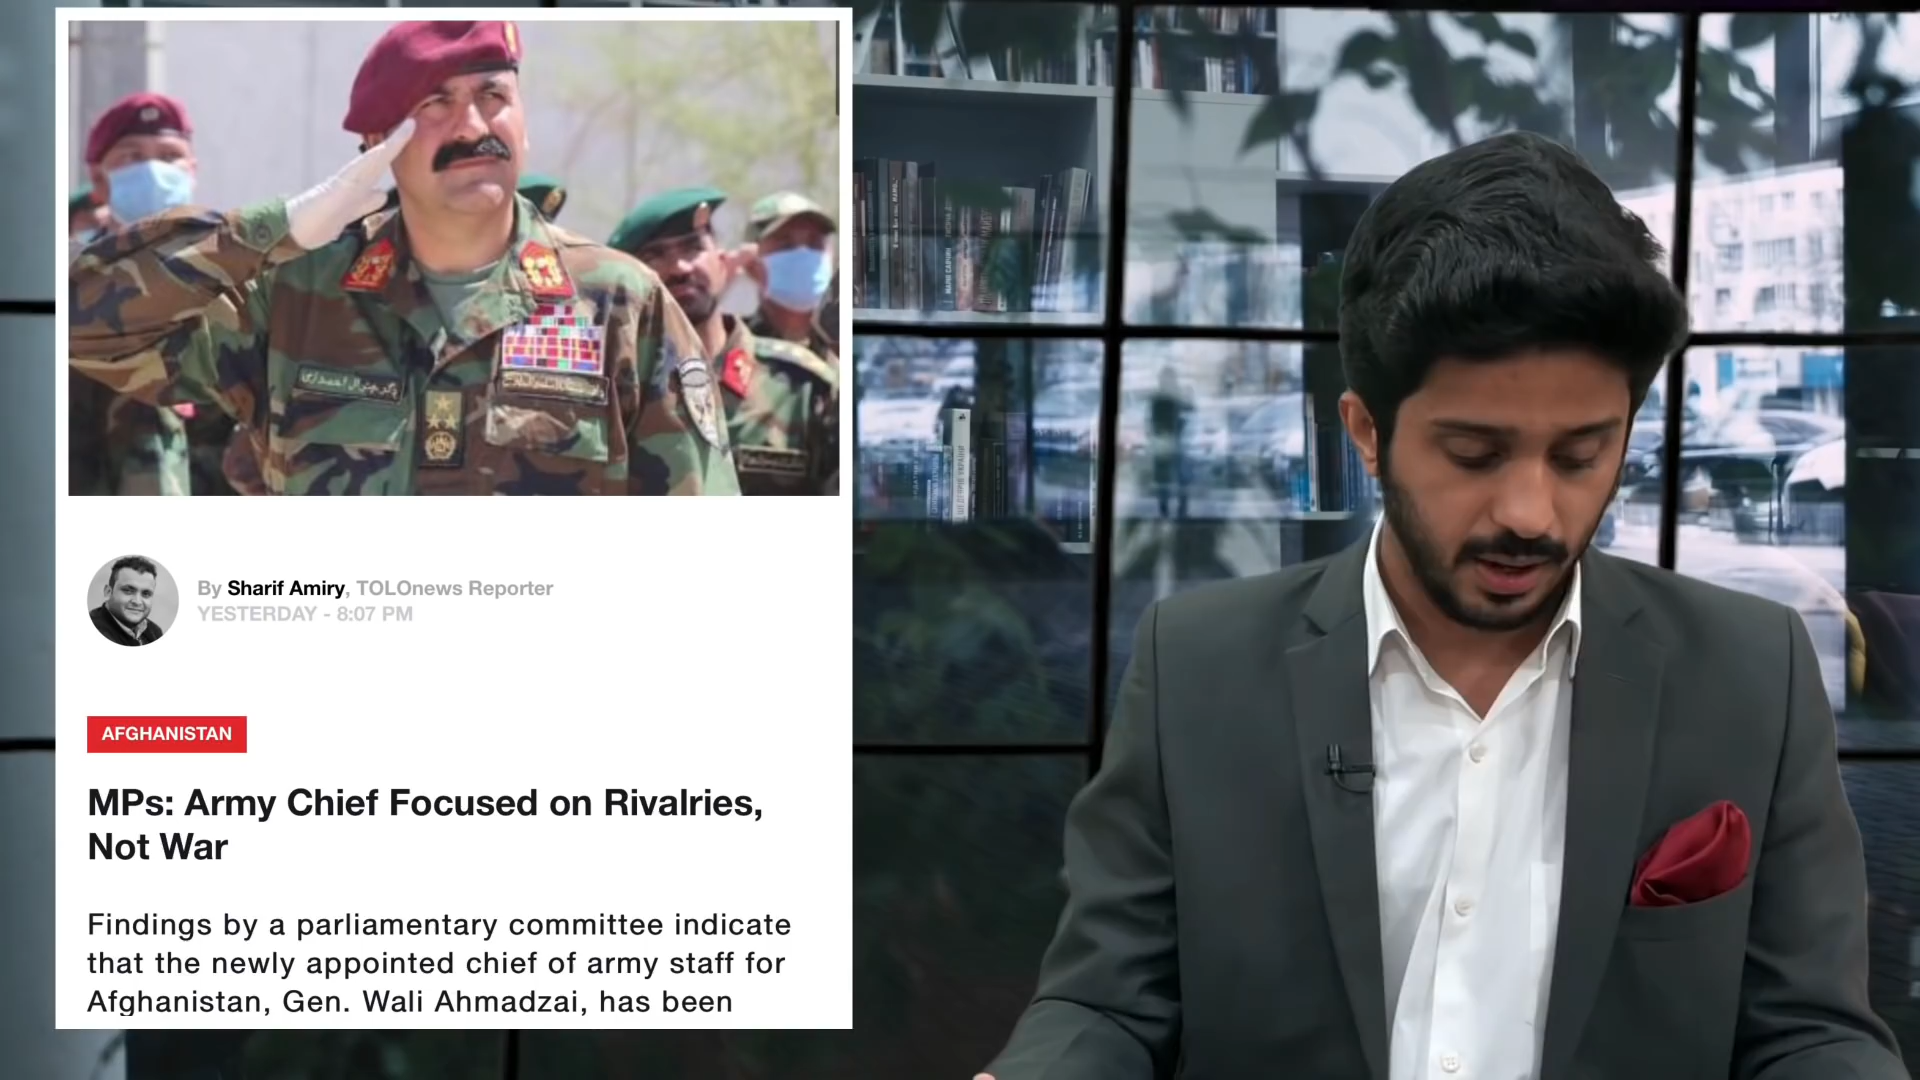 By Sharif Amiry, TOLOnews Reporter
YESTERDAY - 8:07 PM
AFGHANISTAN
MPs: Army Chief Focused on Rivalries,
Not War
Findings by a parliamentary committee indicate
that the newly appointed chief of army staff for
Afghanistan, Gen. Wali Ahmadzai, has been